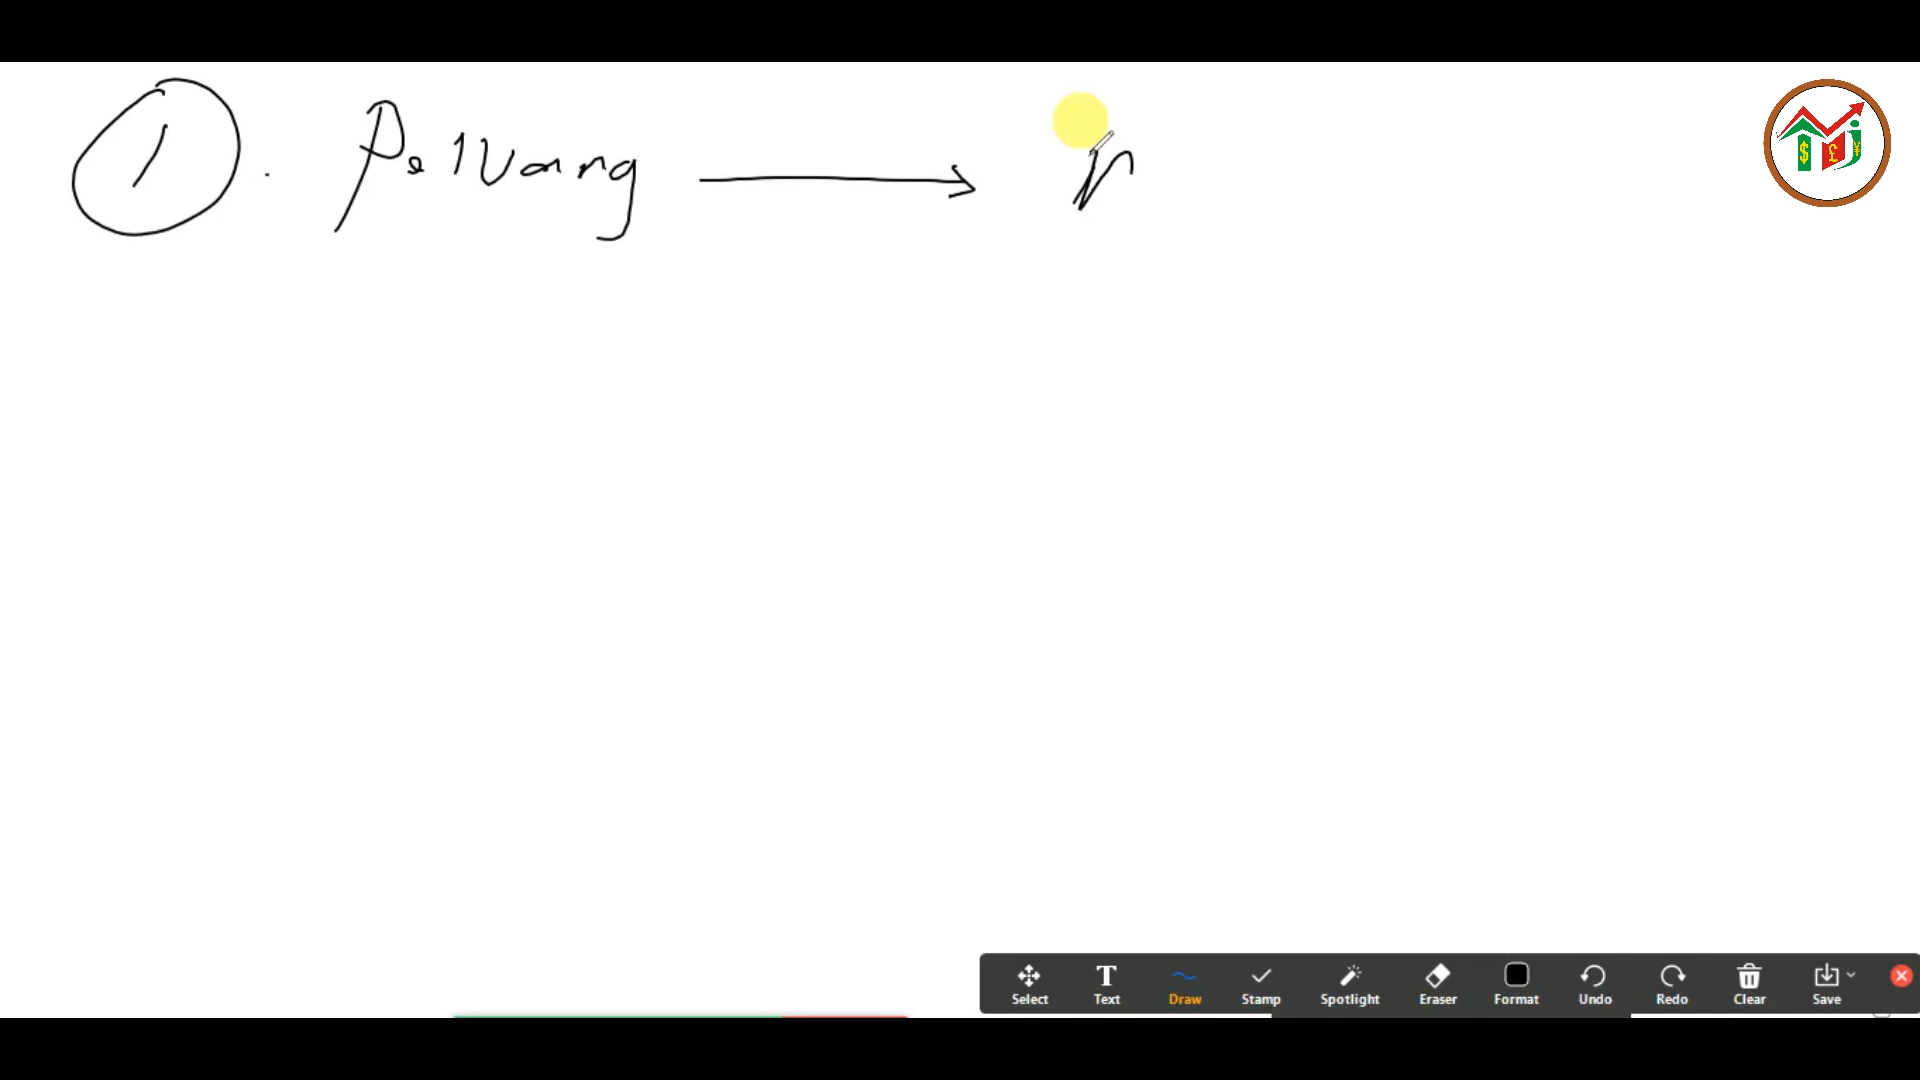 1. Peluang → n
$ £ ¥
Select Text Draw Stamp Spotlight Eraser Format Undo Redo Clear Save